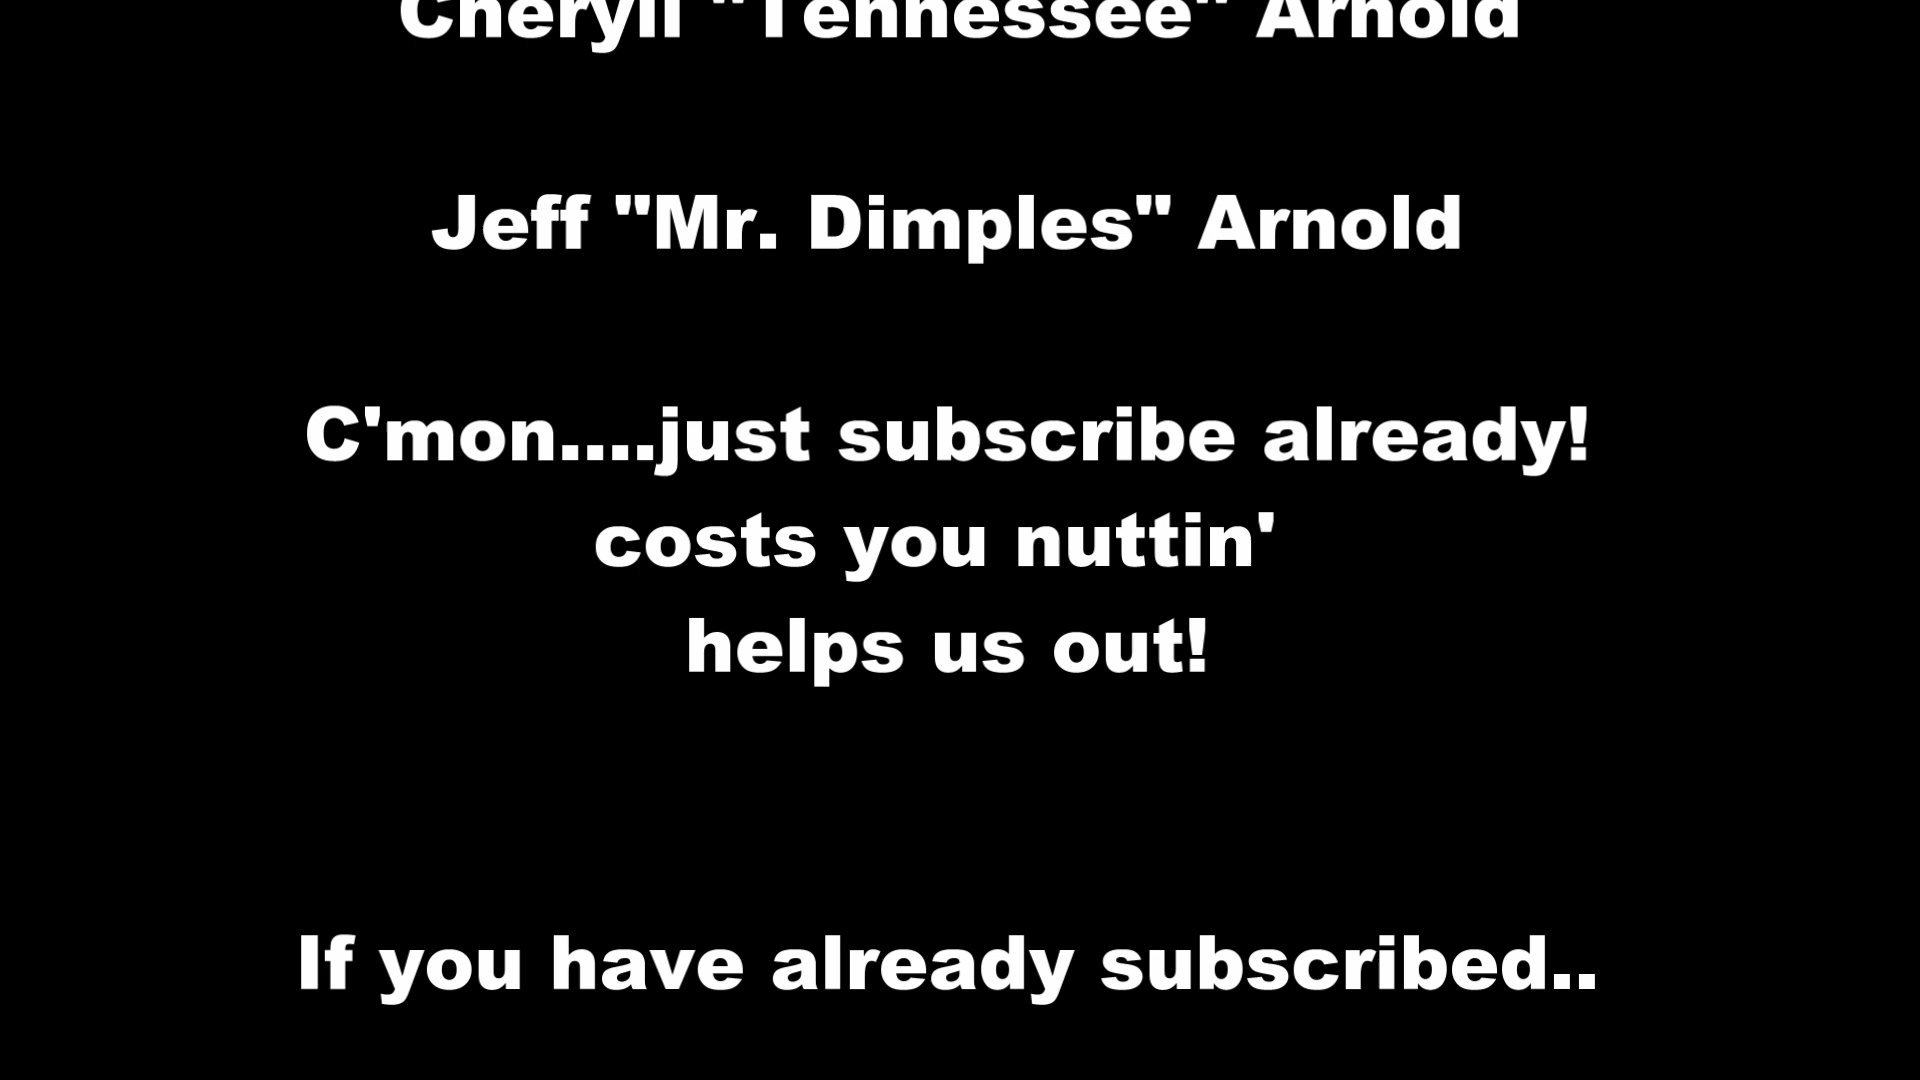 Cheryll "Tennessee" Arnold
Jeff "Mr. Dimples" Arnold
C'mon....just subscribe already!
costs you nuttin'
helps us out!
If you have already subscribed..